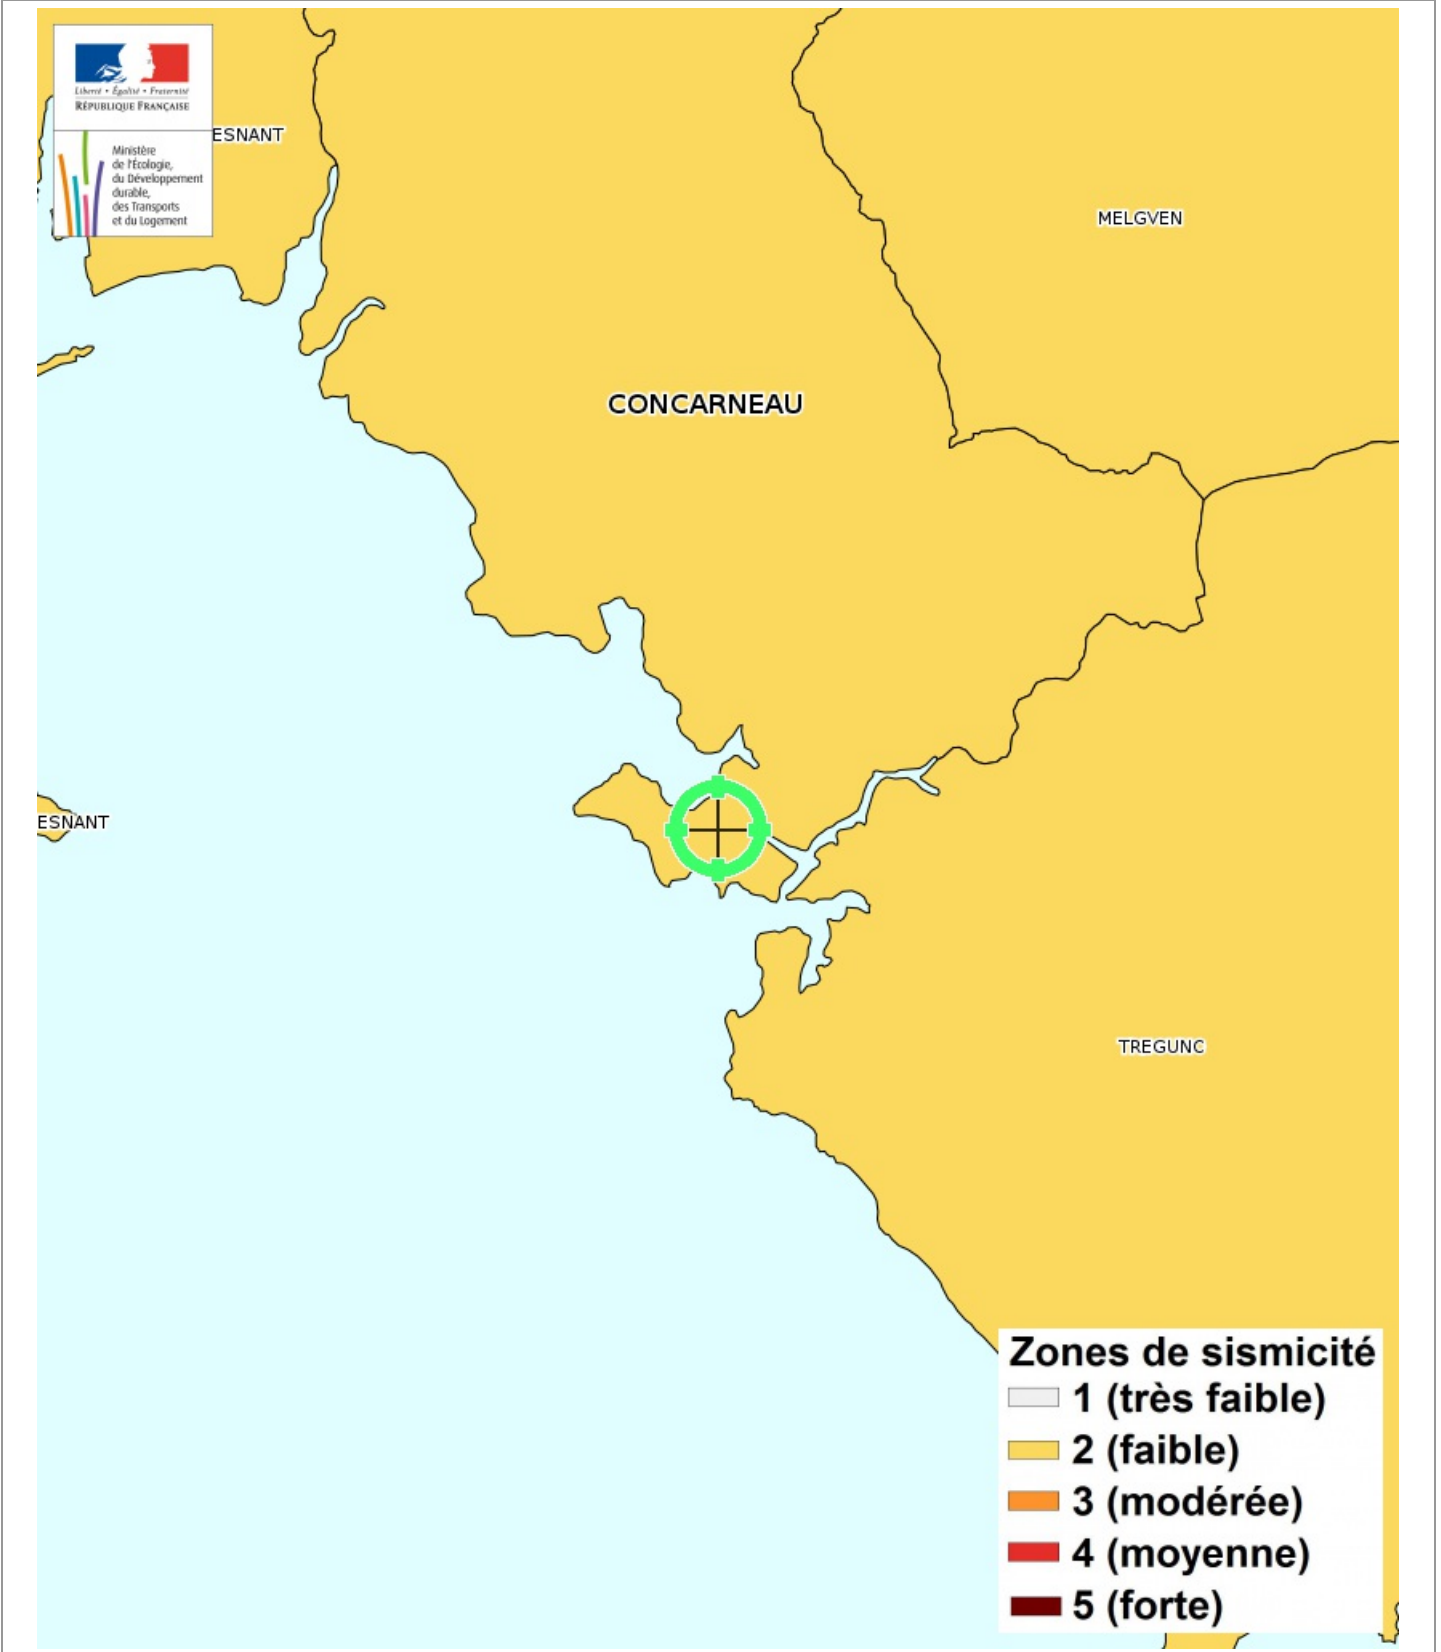 Liberté • Égalité • Fraternité
RÉPUBLIQUE FRANÇAISE
Ministère
de l'Écologie,
du Développement
durable,
des Transports
et du Logement
ESNANT
MELGVEN
CONCARNEAU
ESNANT
TREGUNC
Zones de sismicité
1 (très faible)
2 (faible)
3 (modérée)
4 (moyenne)
5 (forte)